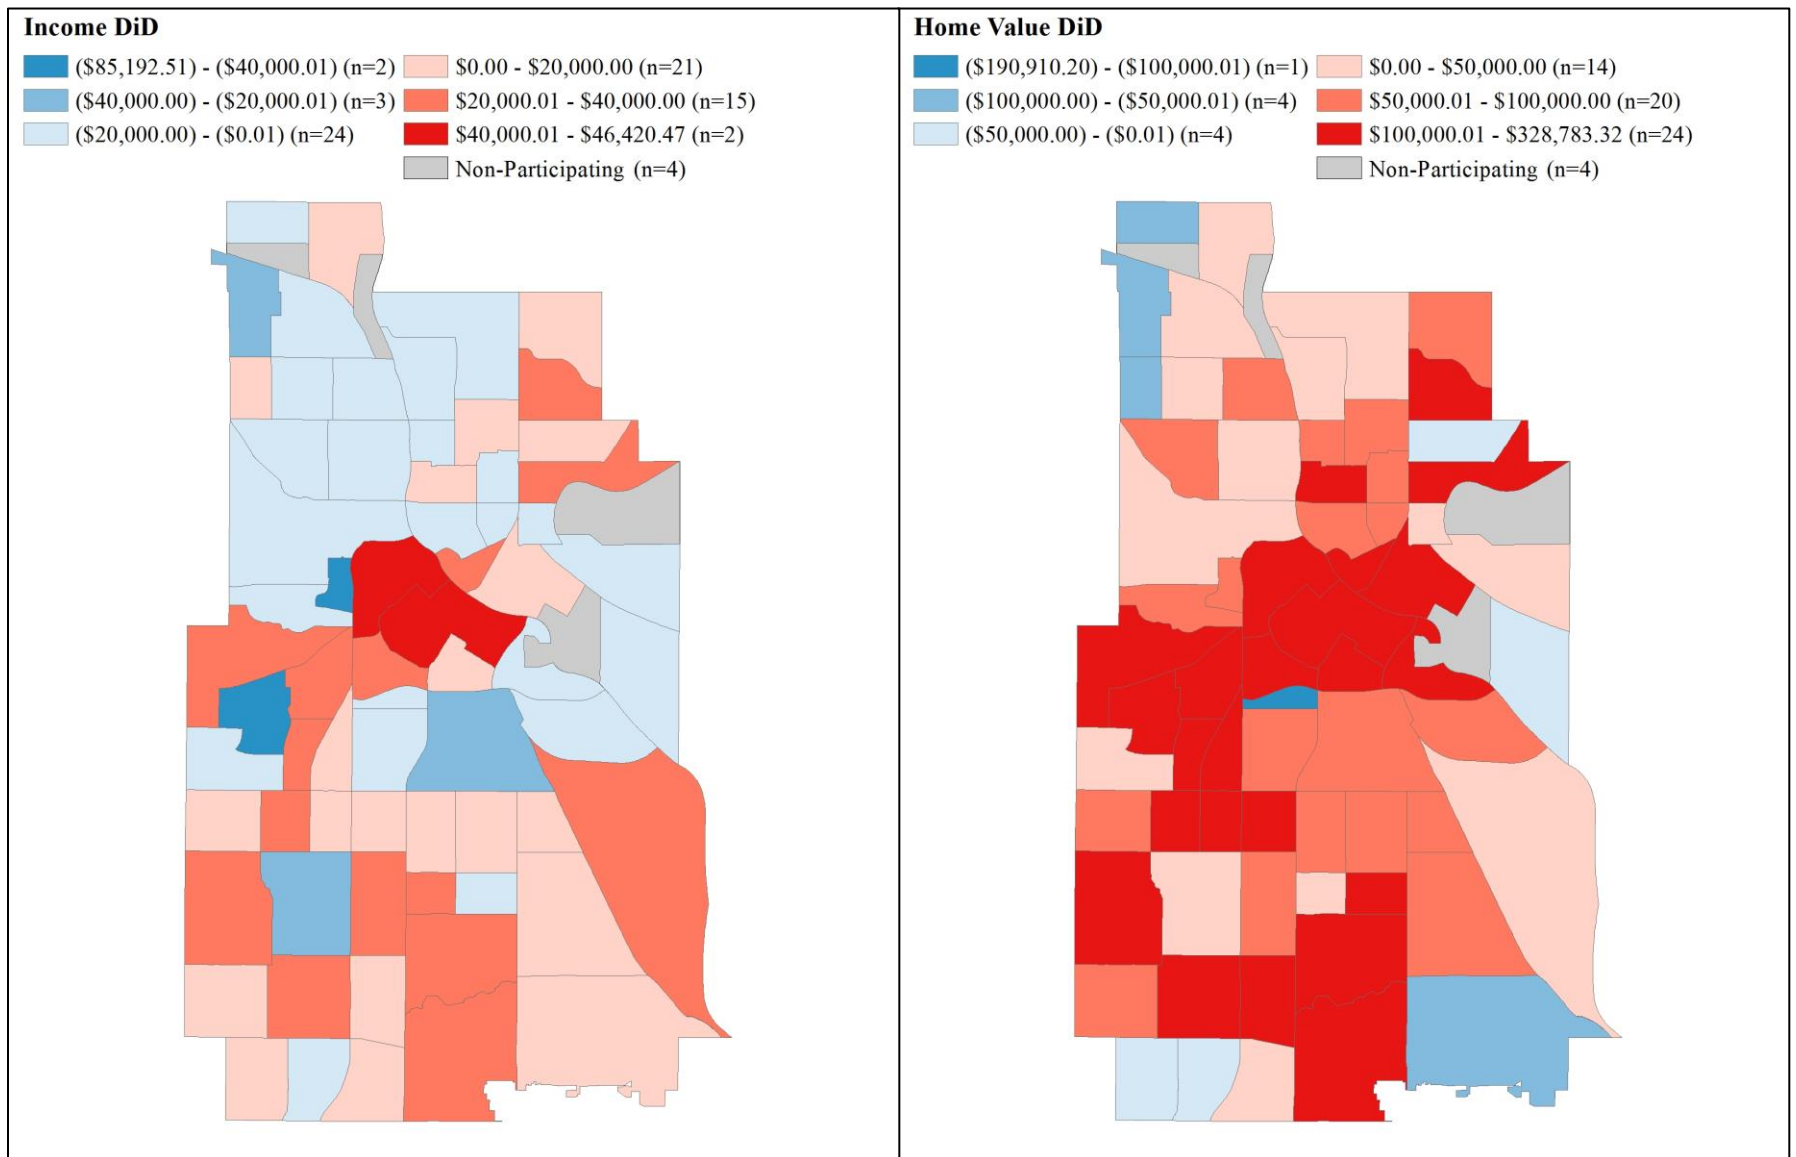 Income DiD
($85,192.51) - ($40,000.01) (n=2)
($40,000.00) - ($20,000.01) (n=3)
($20,000.00) - ($0.01) (n=24)
$0.00 - $20,000.00 (n=21)
$20,000.01 - $40,000.00 (n=15)
$40,000.01 - $46,420.47 (n=2)
Non-Participating (n=4)
Home Value DiD
($190,910.20) - ($100,000.01) (n=1)
($100,000.00) - ($50,000.01) (n=4)
($50,000.00) - ($0.01) (n=4)
$0.00 - $50,000.00 (n=14)
$50,000.01 - $100,000.00 (n=20)
$100,000.01 - $328,783.32 (n=24)
Non-Participating (n=4)